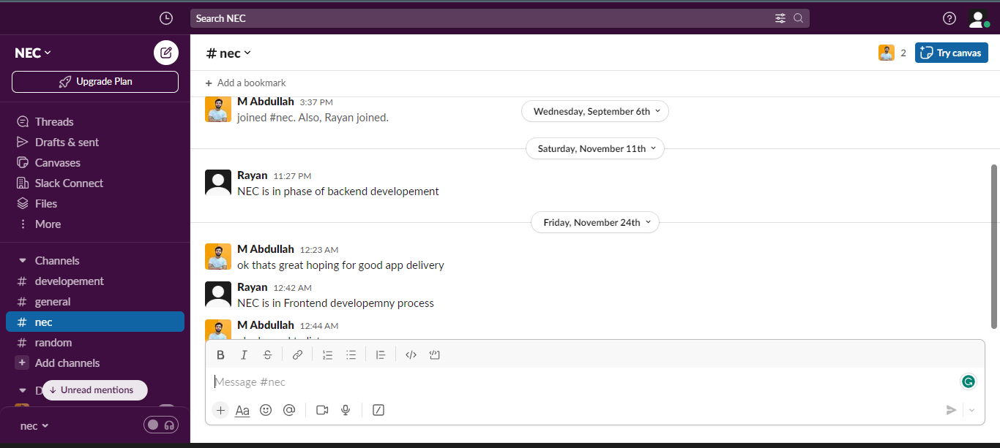 Search NEC
NEC
Upgrade Plan
Threads
Drafts & sent
Canvases
Slack Connect
Files
More
Channels
# developement
# general
# nec
# random
+ Add channels
D
↓ Unread mentions
nec
# nec
2
Try canvas
+ Add a bookmark
M Abdullah 3:37 PM
joined #nec. Also, Rayan joined.
Wednesday, September 6th
Saturday, November 11th
Rayan 11:27 PM
NEC is in phase of backend developement
Friday, November 24th
M Abdullah 12:23 AM
ok thats great hoping for good app delivery
Rayan 12:42 AM
NEC is in Frontend developemny process
M Abdullah 12:44 AM
B I S
Message #nec
+ Aa @